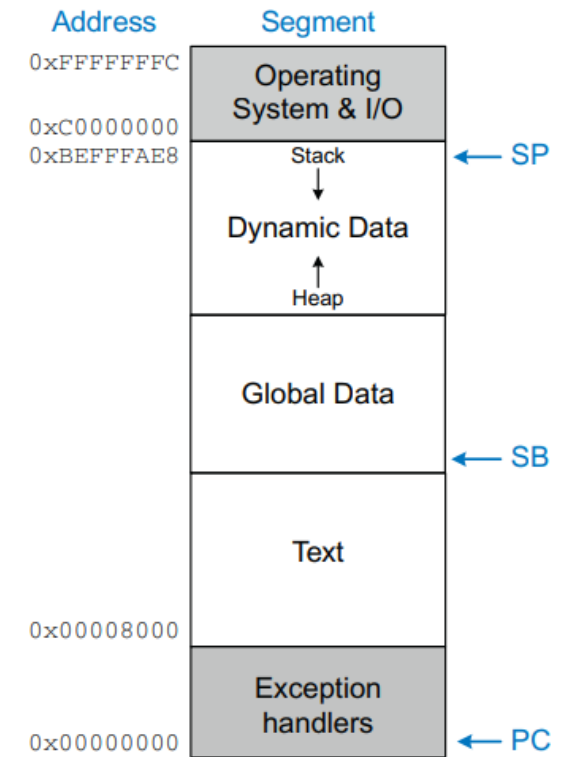 Address Segment
0xFFFFFFFC
Operating
System & I/O
0xC0000000
0xBEFFFAE8 Stack SP
Dynamic Data
Heap
Global Data
SB
Text
0x00008000
Exception
handlers
0x00000000 PC